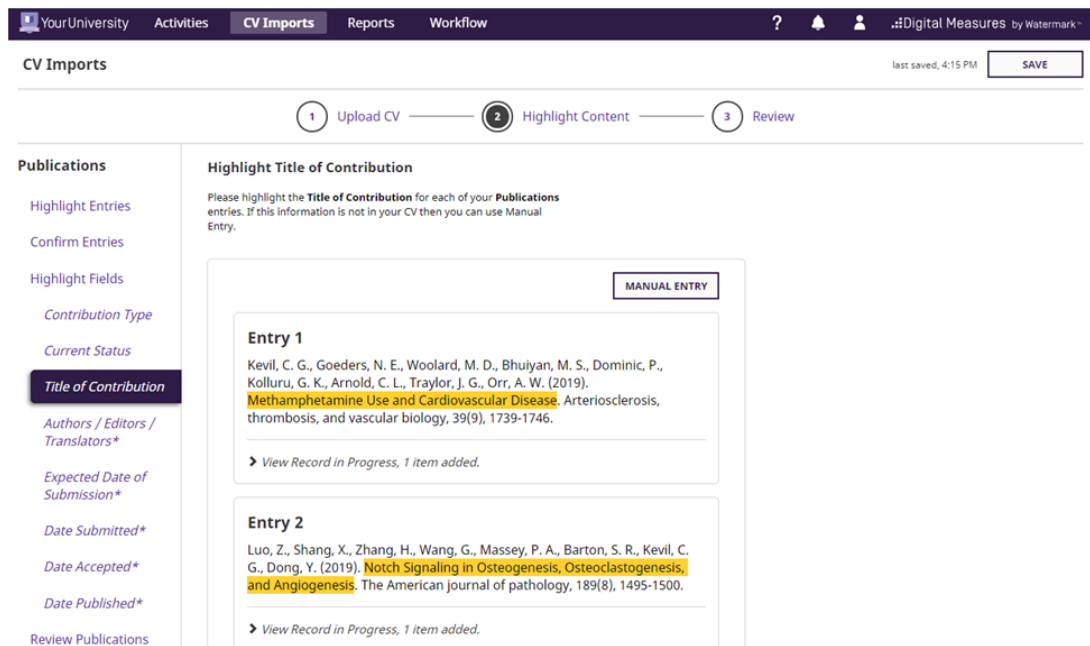 YourUniversity Activities CV Imports Reports Workflow ? .::Digital Measures by Watermark™
CV Imports last saved, 4:15 PM SAVE
1 Upload CV 2 Highlight Content 3 Review
Publications
Highlight Entries
Confirm Entries
Highlight Fields
Contribution Type
Current Status
Title of Contribution
Authors / Editors /
Translators*
Expected Date of
Submission*
Date Submitted*
Date Accepted*
Date Published*
Review Publications
Highlight Title of Contribution
Please highlight the Title of Contribution for each of your Publications
entries. If this information is not in your CV then you can use Manual
Entry.
MANUAL ENTRY
Entry 1
Kevil, C. G., Goeders, N. E., Woolard, M. D., Bhuiyan, M. S., Dominic, P.,
Kolluru, G. K., Arnold, C. L., Traylor, J. G., Orr, A. W. (2019).
Methamphetamine Use and Cardiovascular Disease. Arteriosclerosis,
thrombosis, and vascular biology, 39(9), 1739-1746.
View Record in Progress, 1 item added.
Entry 2
Luo, Z., Shang, X., Zhang, H., Wang, G., Massey, P. A., Barton, S. R., Kevil, C.
G., Dong, Y. (2019). Notch Signaling in Osteogenesis, Osteoclastogenesis,
and Angiogenesis. The American journal of pathology, 189(8), 1495-1500.
View Record in Progress, 1 item added.